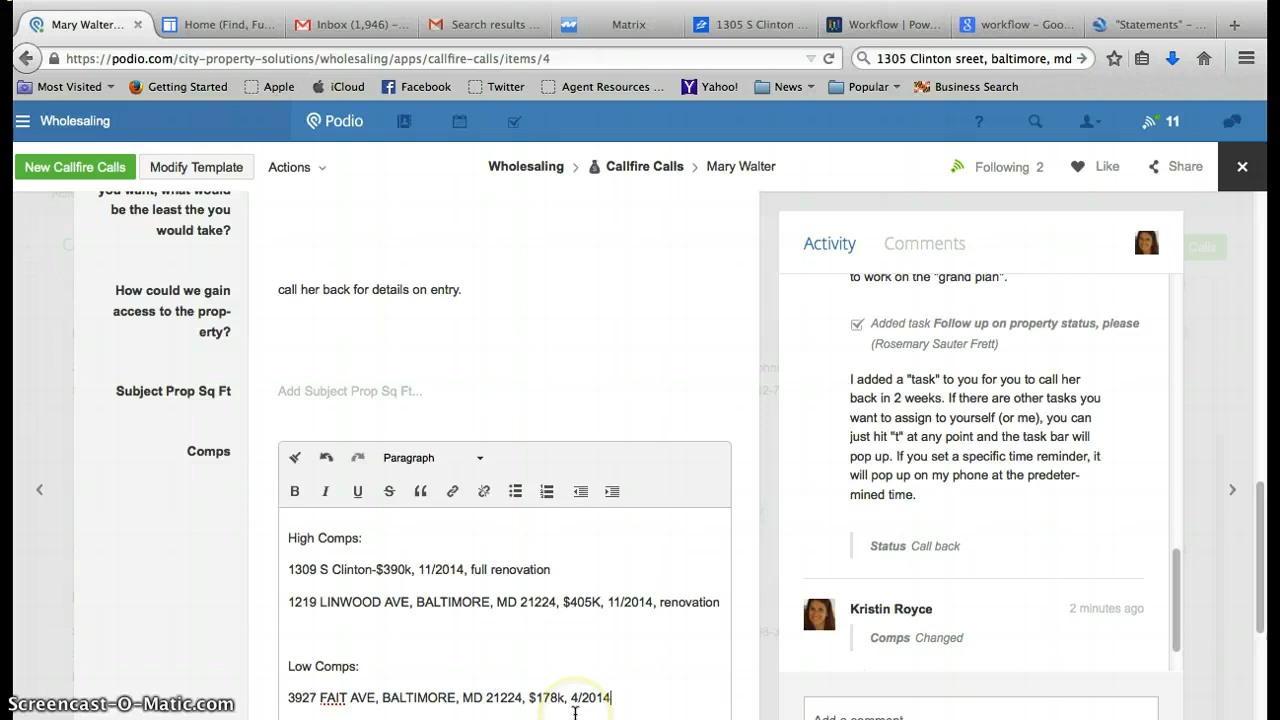 Mary Walter...
Home (Find, Fu...
Inbox (1,946) –...
Search results ...
Matrix
1305 S Clinton ...
Workflow | Pow...
workflow – Goo...
"Statements" – ...
https://podio.com/city-property-solutions/wholesaling/apps/callfire-calls/items/4
1305 Clinton sreet, baltimore, md
Most Visited
Getting Started
Apple
iCloud
Facebook
Twitter
Agent Resources ...
Yahoo!
News
Popular
Business Search
Wholesaling
Podio
?
11
New Callfire Calls
Modify Template
Actions
Wholesaling > Callfire Calls > Mary Walter
Following 2
Like
Share
you want, what would
be the least the you
would take?
How could we gain
access to the prop-
erty?
call her back for details on entry.
Subject Prop Sq Ft
Add Subject Prop Sq Ft...
Comps
Paragraph
B I U S
High Comps:
1309 S Clinton-$390k, 11/2014, full renovation
1219 LINWOOD AVE, BALTIMORE, MD 21224, $405K, 11/2014, renovation
Low Comps:
3927 FAIT AVE, BALTIMORE, MD 21224, $178k, 4/2014
Activity
Comments
Calls
to work on the "grand plan".
Added task Follow up on property status, please
(Rosemary Sauter Frett)
I added a "task" to you for you to call her
back in 2 weeks. If there are other tasks you
want to assign to yourself (or me), you can
just hit "t" at any point and the task bar will
pop up. If you set a specific time reminder, it
will pop up on my phone at the predeter-
mined time.
Status Call back
Kristin Royce
2 minutes ago
Comps Changed
Add a comment
Screencast-O-Matic.com